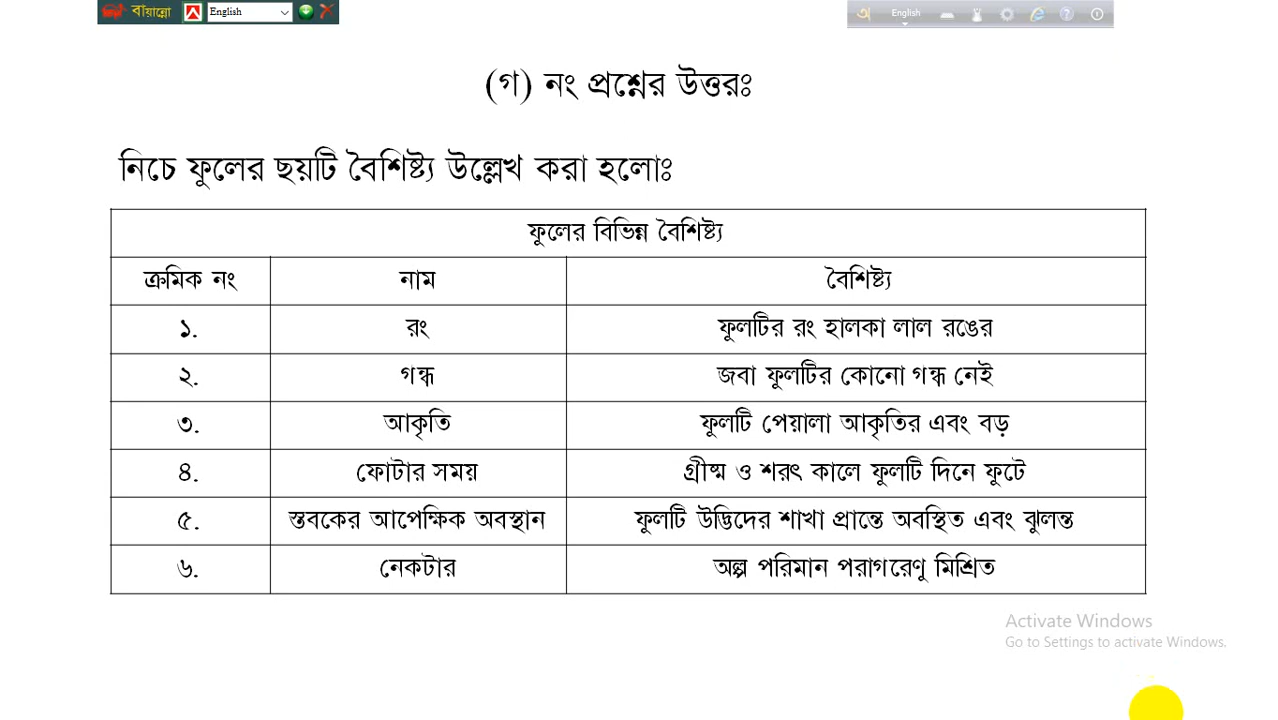 বায়ান্নো English
English
(গ) নং প্রশ্নের উত্তরঃ
নিচে ফুলের ছয়টি বৈশিষ্ট্য উল্লেখ করা হলোঃ
ফুলের বিভিন্ন বৈশিষ্ট্য
ক্রমিক নং নাম বৈশিষ্ট্য
১. রং ফুলটির রং হালকা লাল রঙের
২. গন্ধ জবা ফুলটির কোনো গন্ধ নেই
৩. আকৃতি ফুলটি পেয়ালা আকৃতির এবং বড়
৪. ফোটার সময় গ্রীষ্ম ও শরৎ কালে ফুলটি দিনে ফুটে
৫. স্তবকের আপেক্ষিক অবস্থান ফুলটি উদ্ভিদের শাখা প্রান্তে অবস্থিত এবং ঝুলন্ত
৬. নেকটার অল্প পরিমান পরাগরেণু মিশ্রিত
Activate Windows
Go to Settings to activate Windows.